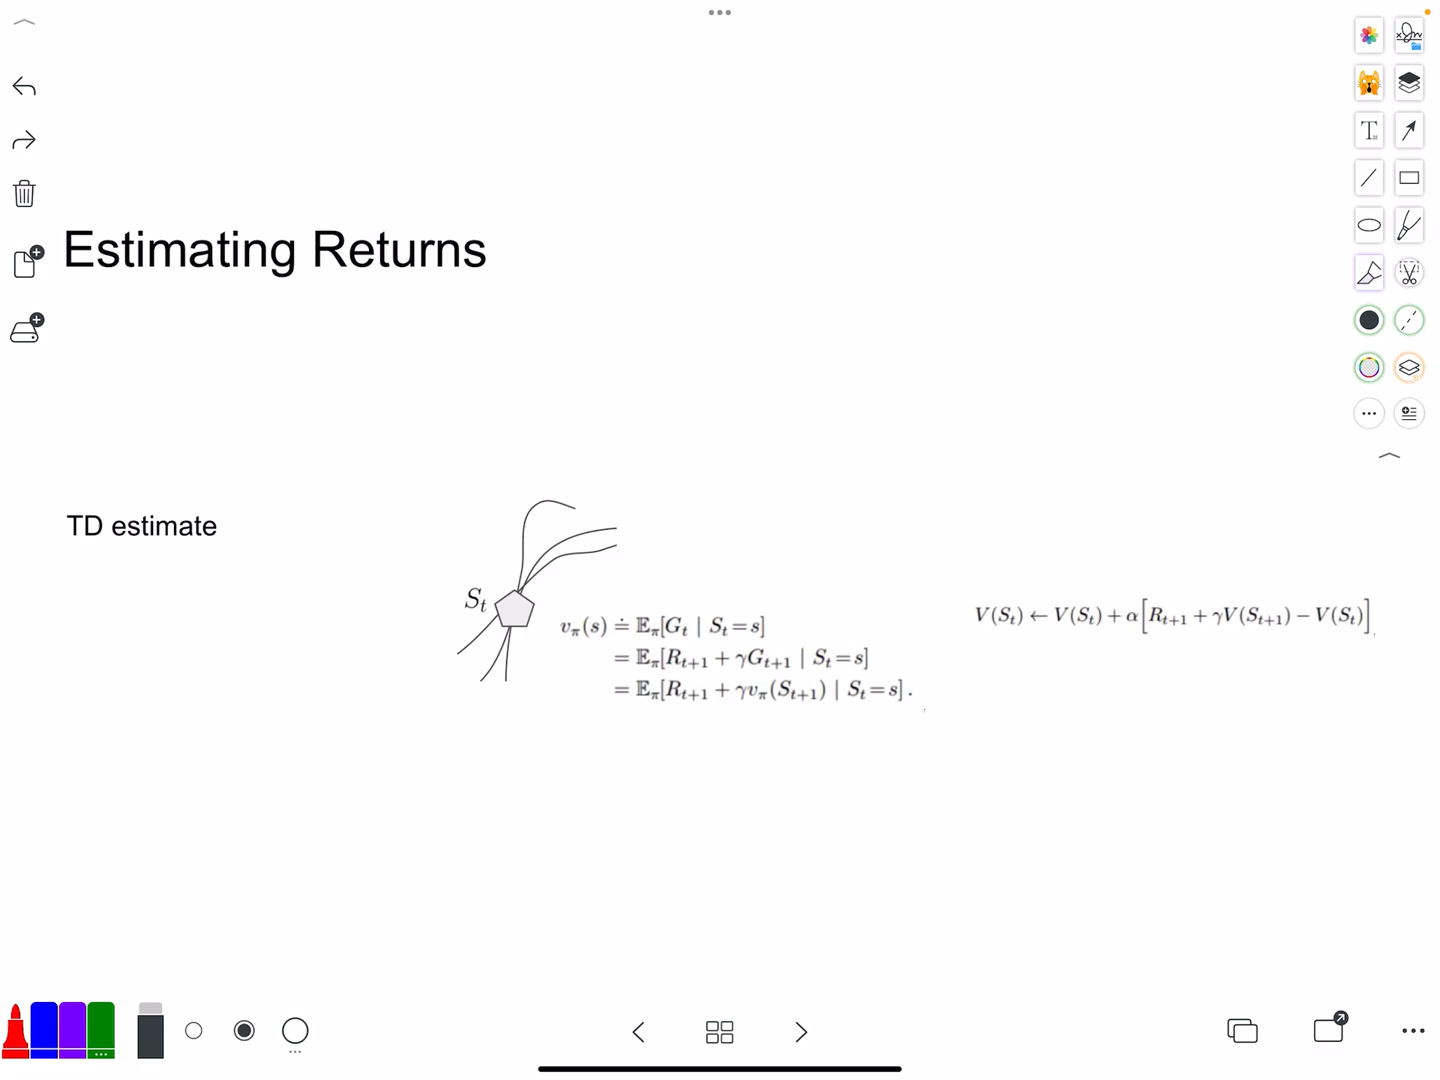 Estimating Returns
TD estimate
S_t
v_π(s) ≐ 𝔼_π[G_t | S_t=s]
= 𝔼_π[R_{t+1} + γG_{t+1} | S_t=s]
= 𝔼_π[R_{t+1} + γv_π(S_{t+1}) | S_t=s].
V(S_t) ← V(S_t) + α[R_{t+1} + γV(S_{t+1}) − V(S_t)]